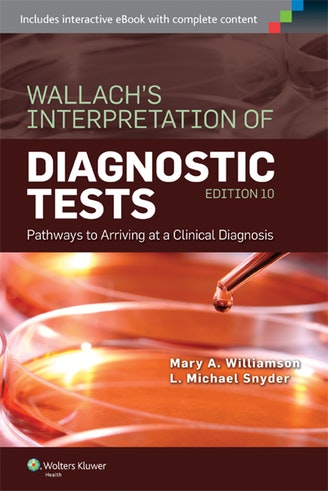 Includes interactive eBook with complete content
WALLACH'S
INTERPRETATION OF
DIAGNOSTIC
EDITION 10
TESTS
Pathways to Arriving at a Clinical Diagnosis
Mary A. Williamson
L. Michael Snyder
Wolters Kluwer
Health